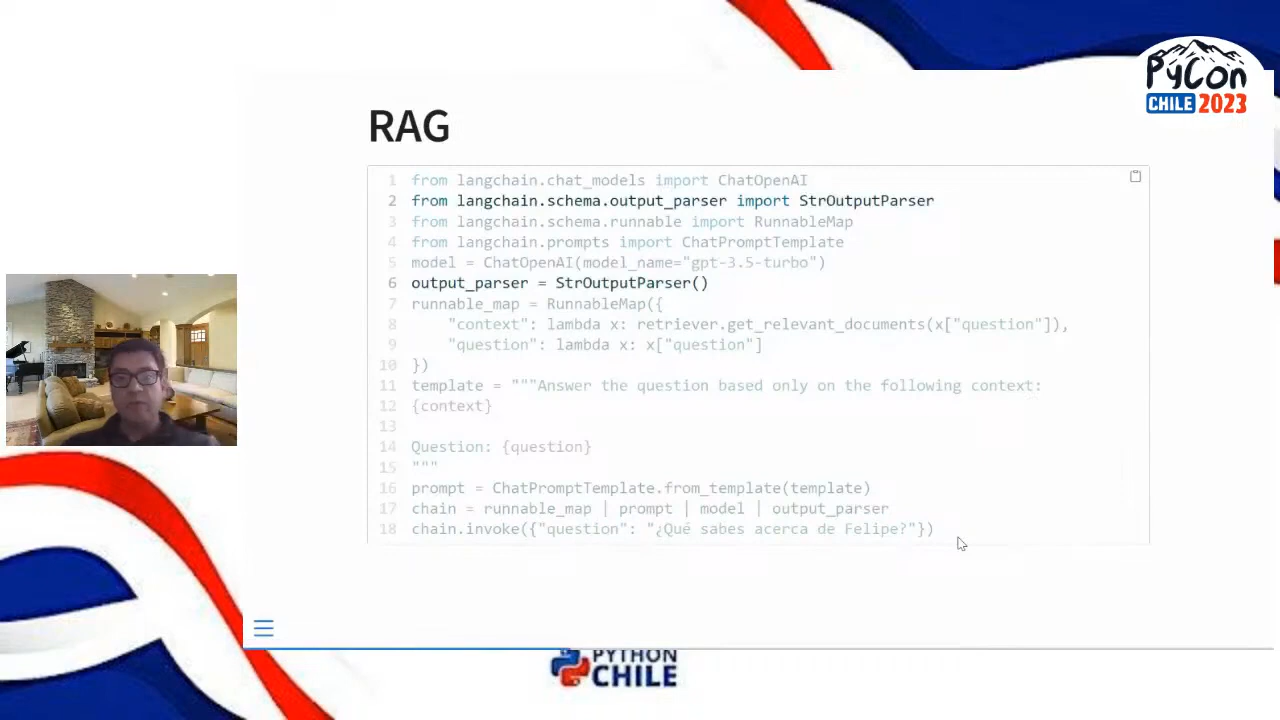 PyCon
CHILE 2023
RAG
1 from langchain.chat_models import ChatOpenAI
2 from langchain.schema.output_parser import StrOutputParser
3 from langchain.schema.runnable import RunnableMap
4 from langchain.prompts import ChatPromptTemplate
5 model = ChatOpenAI(model_name="gpt-3.5-turbo")
6 output_parser = StrOutputParser()
7 runnable_map = RunnableMap({
8     "context": lambda x: retriever.get_relevant_documents(x["question"]),
9     "question": lambda x: x["question"]
10 })
11 template = """Answer the question based only on the following context:
12 {context}
13
14 Question: {question}
15 """
16 prompt = ChatPromptTemplate.from_template(template)
17 chain = runnable_map | prompt | model | output_parser
18 chain.invoke({"question": "¿Qué sabes acerca de Felipe?"})
PYTHON
CHILE